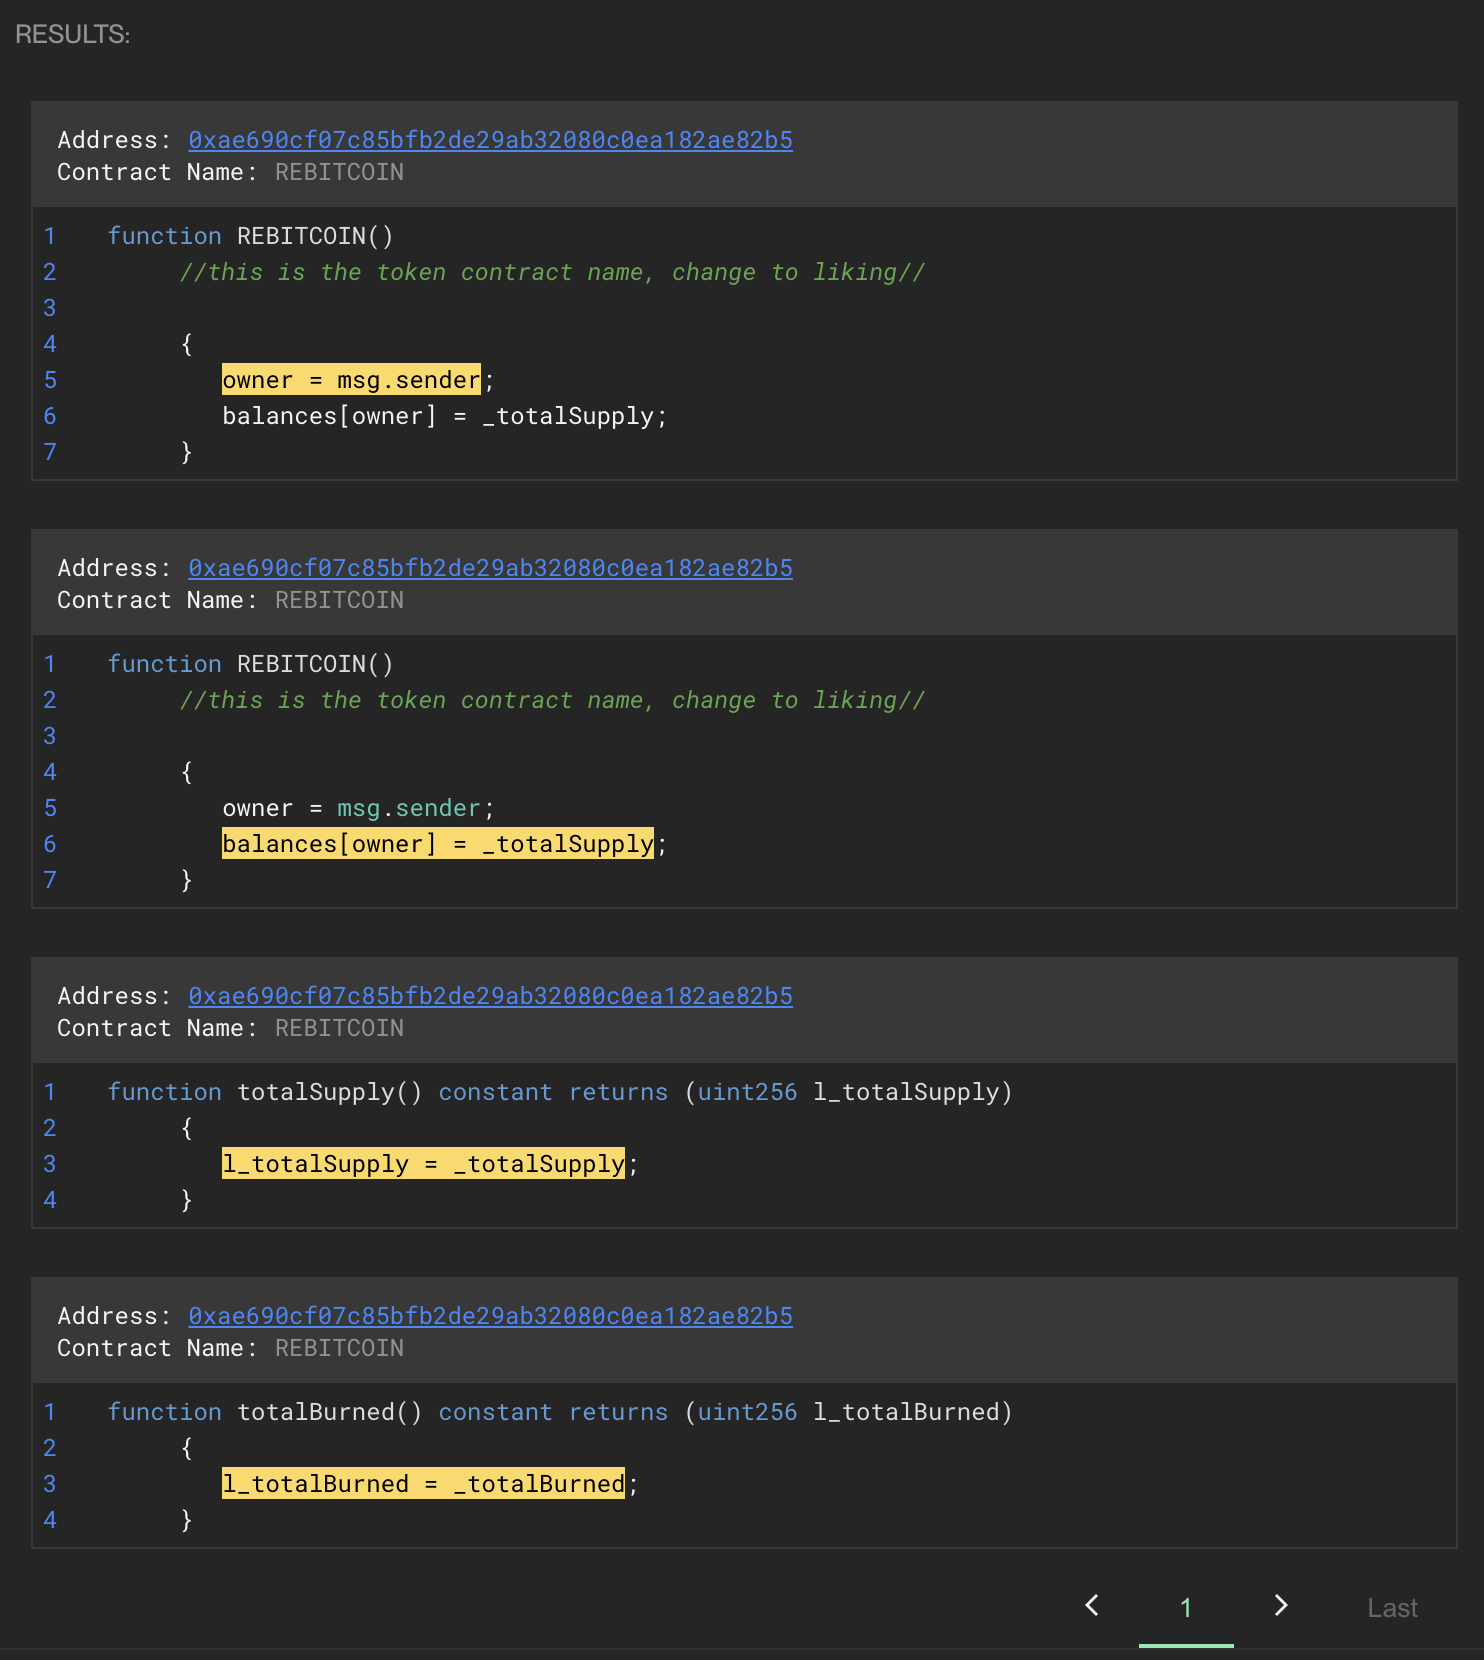 RESULTS:
Address: 0xae690cf07c85bfb2de29ab32080c0ea182ae82b5
Contract Name: REBITCOIN
1 function REBITCOIN()
2 //this is the token contract name, change to liking//
3
4 {
5 owner = msg.sender;
6 balances[owner] = _totalSupply;
7 }
Address: 0xae690cf07c85bfb2de29ab32080c0ea182ae82b5
Contract Name: REBITCOIN
1 function REBITCOIN()
2 //this is the token contract name, change to liking//
3
4 {
5 owner = msg.sender;
6 balances[owner] = _totalSupply;
7 }
Address: 0xae690cf07c85bfb2de29ab32080c0ea182ae82b5
Contract Name: REBITCOIN
1 function totalSupply() constant returns (uint256 l_totalSupply)
2 {
3 l_totalSupply = _totalSupply;
4 }
Address: 0xae690cf07c85bfb2de29ab32080c0ea182ae82b5
Contract Name: REBITCOIN
1 function totalBurned() constant returns (uint256 l_totalBurned)
2 {
3 l_totalBurned = _totalBurned;
4 }
1 Last